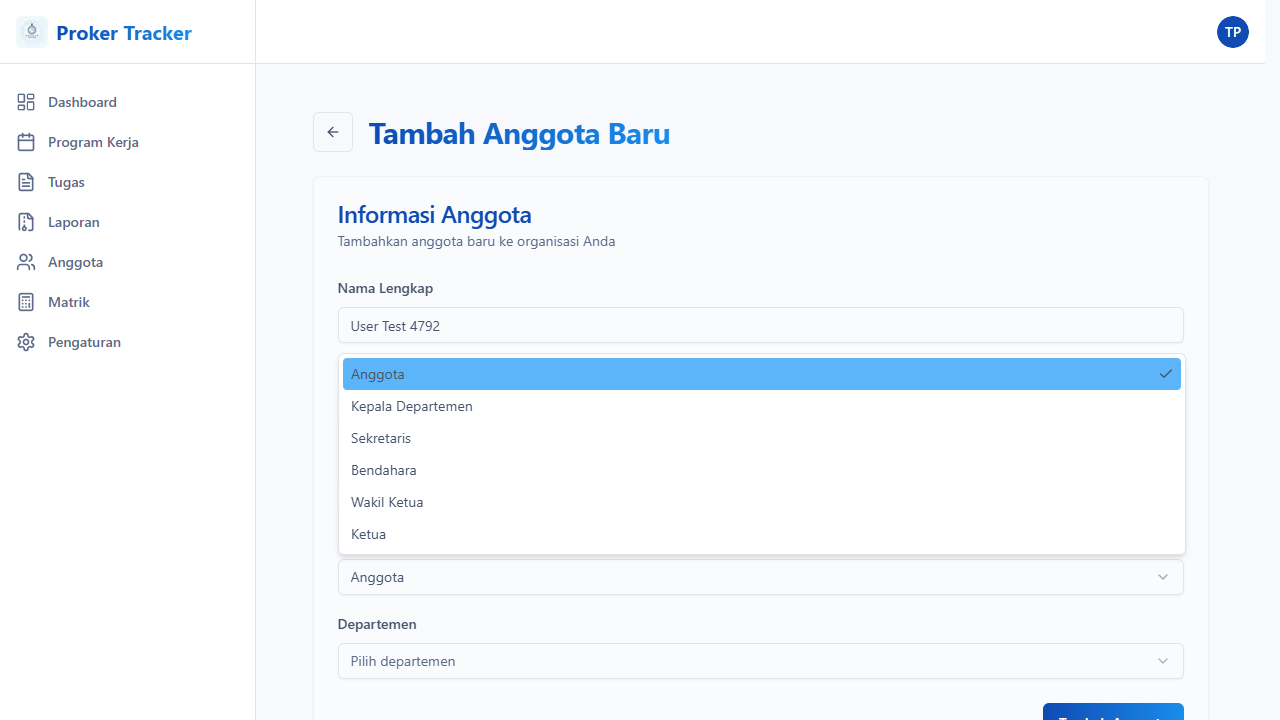 Proker Tracker
TP
Dashboard
Program Kerja
Tugas
Laporan
Anggota
Matrik
Pengaturan
Tambah Anggota Baru
Informasi Anggota
Tambahkan anggota baru ke organisasi Anda
Nama Lengkap
User Test 4792
Anggota
Kepala Departemen
Sekretaris
Bendahara
Wakil Ketua
Ketua
Anggota
Departemen
Pilih departemen
Tambah Anggota